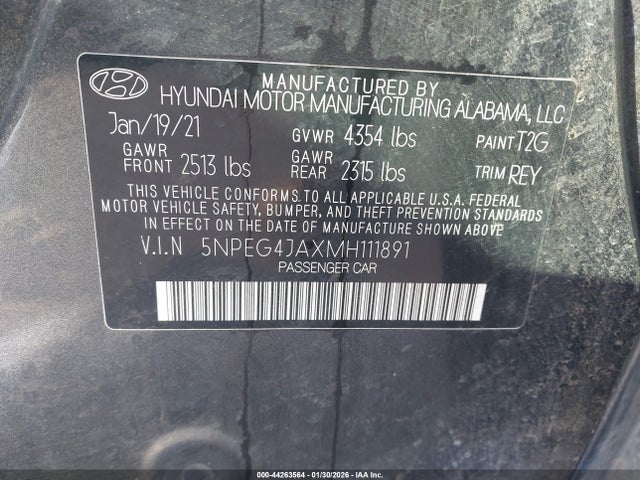 MANUFACTURED BY
HYUNDAI MOTOR MANUFACTURING ALABAMA, LLC
Jan/19/21 GVWR 4354 lbs PAINT T2G
GAWR FRONT 2513 lbs GAWR REAR 2315 lbs TRIM REY
THIS VEHICLE CONFORMS TO ALL APPLICABLE U.S.A. FEDERAL
MOTOR VEHICLE SAFETY, BUMPER, AND THEFT PREVENTION STANDARDS
IN EFFECT ON THE DATE OF MANUFACTURE SHOWN ABOVE.
V.I.N 5NPEG4JAXMH111891
PASSENGER CAR
000-44263564 | 01/30/2026 - IAA Inc.